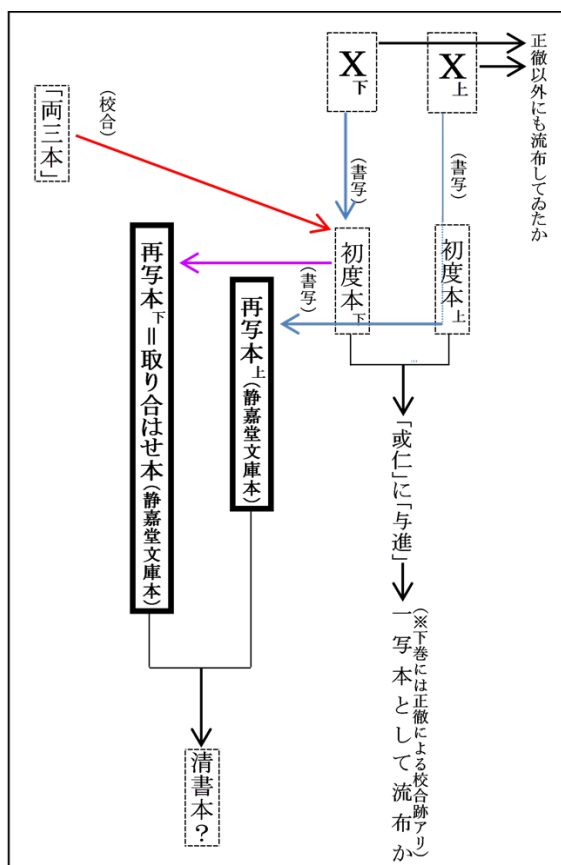 正徹以外にも流布してゐたか
X上
X下
(書写)
(書写)
初度本上
初度本下
(書写)
「両三本」
(校合)
再写本上(静嘉堂文庫本)
再写本下=取り合はせ本(静嘉堂文庫本)
「或仁」に「与進」
(※下巻には正徹による校合跡アリ)
一写本として流布か
清書本?